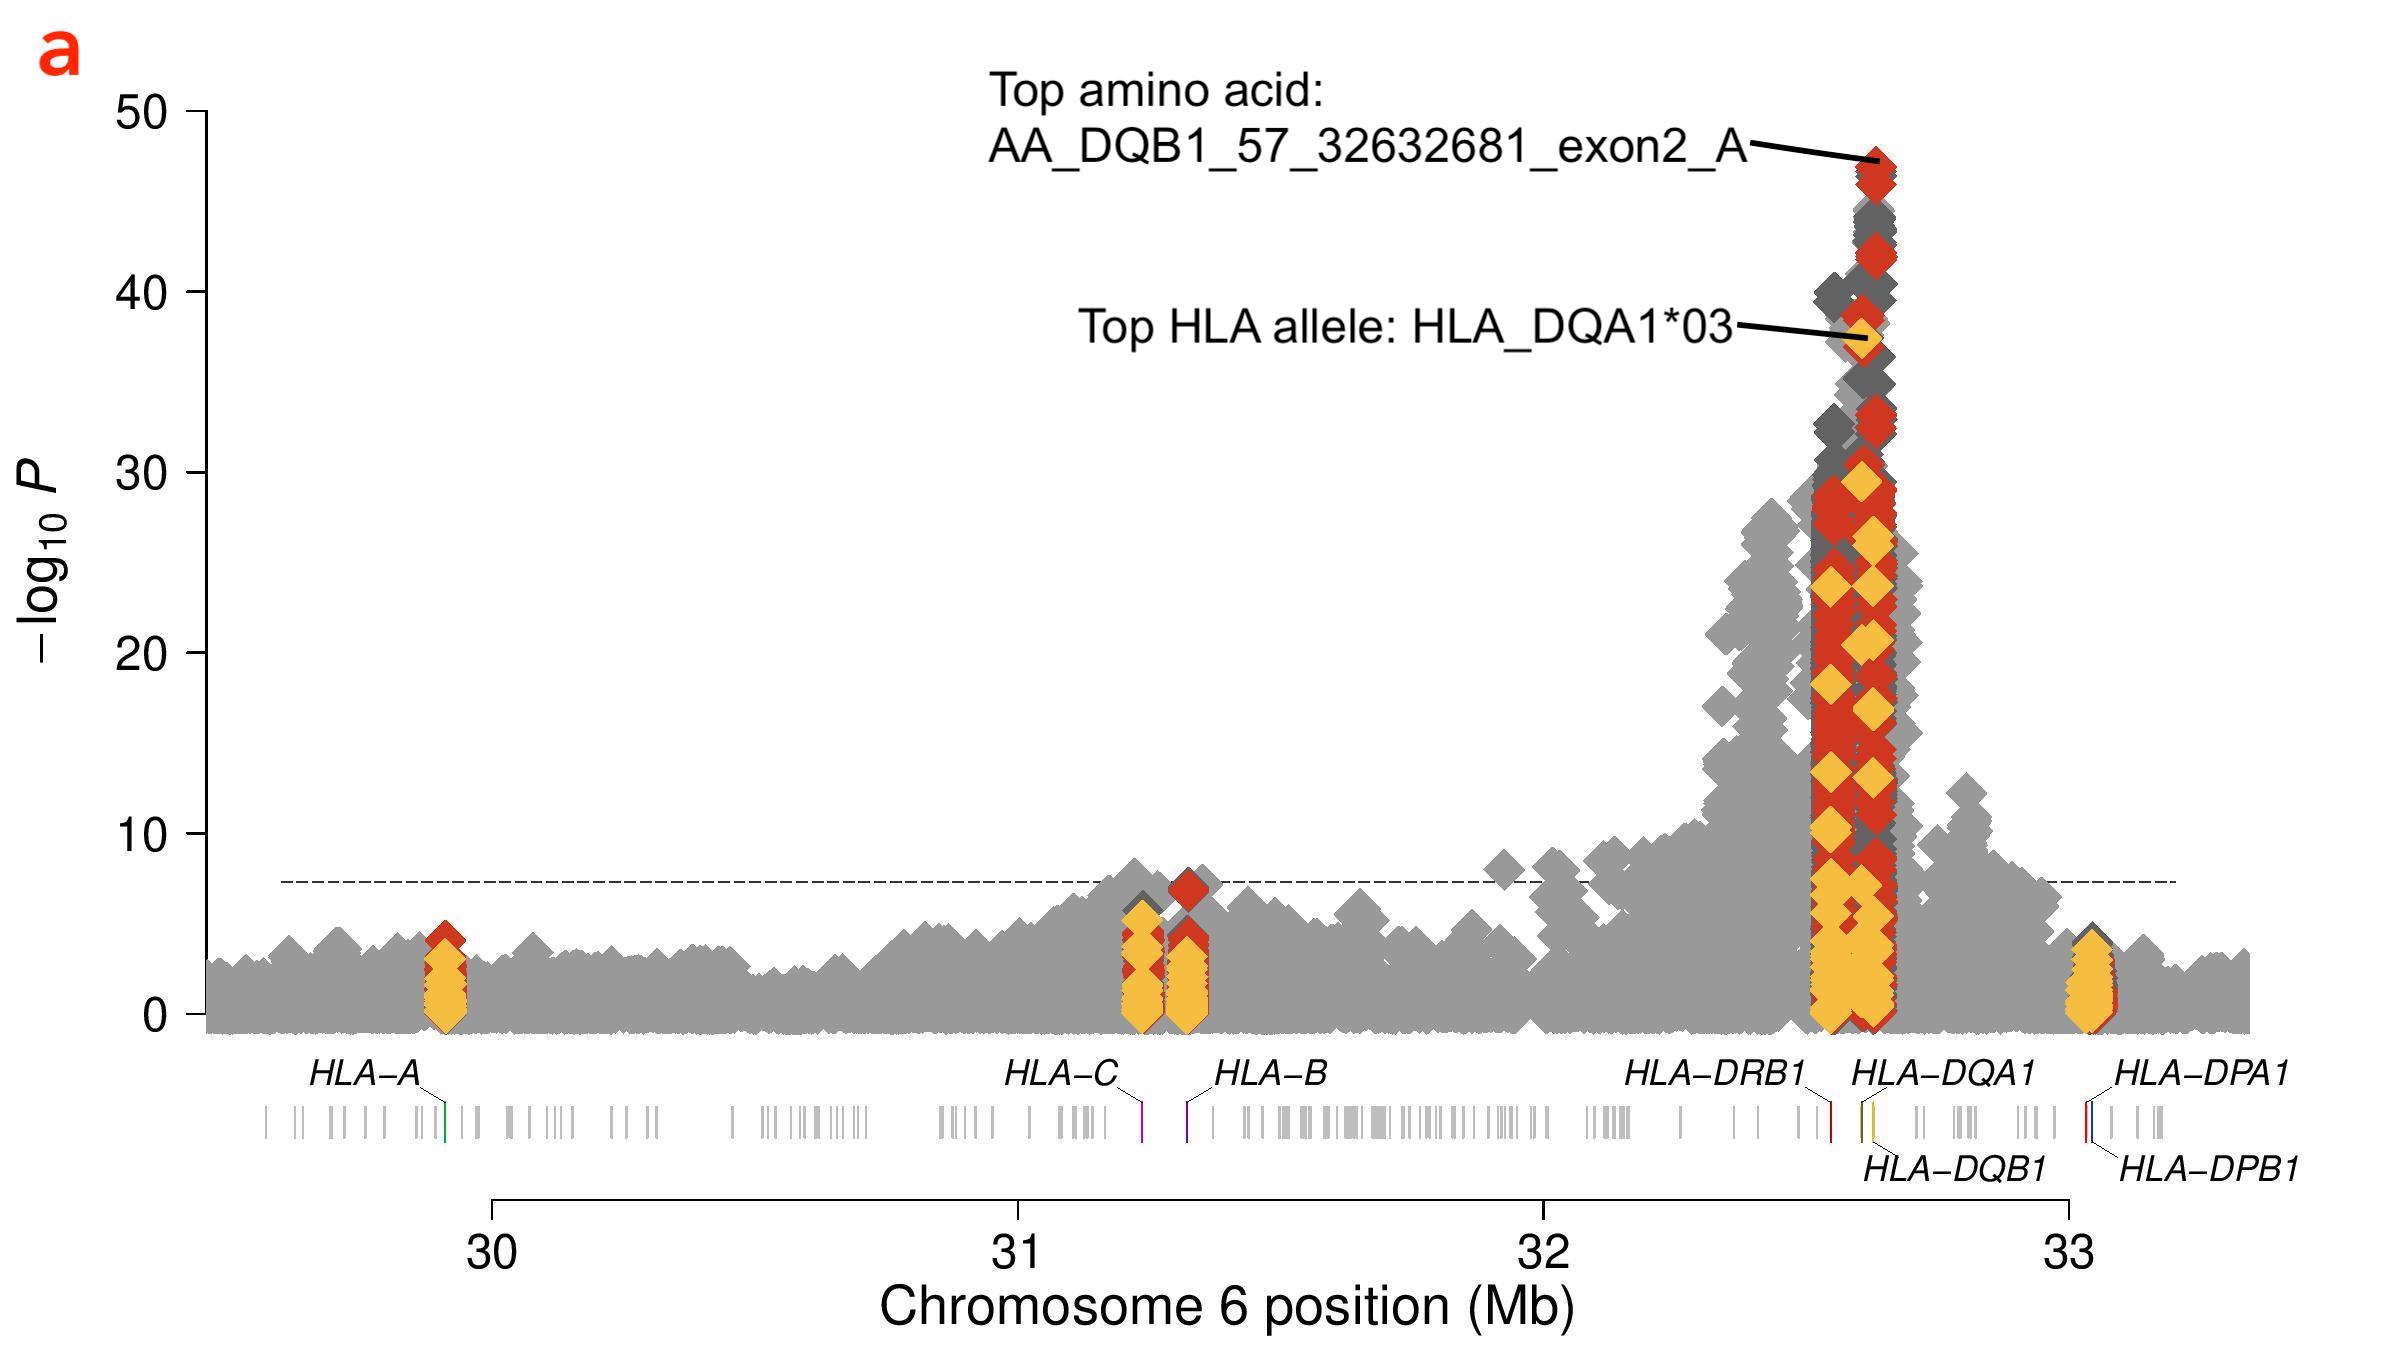 a
Top amino acid:
AA_DQB1_57_32632681_exon2_A
Top HLA allele: HLA_DQA1*03
50
40
30
20
10
0
−log10 P
HLA−A
HLA−C
HLA−B
HLA−DRB1
HLA−DQA1
HLA−DPA1
HLA−DQB1
HLA−DPB1
30
31
32
33
Chromosome 6 position (Mb)